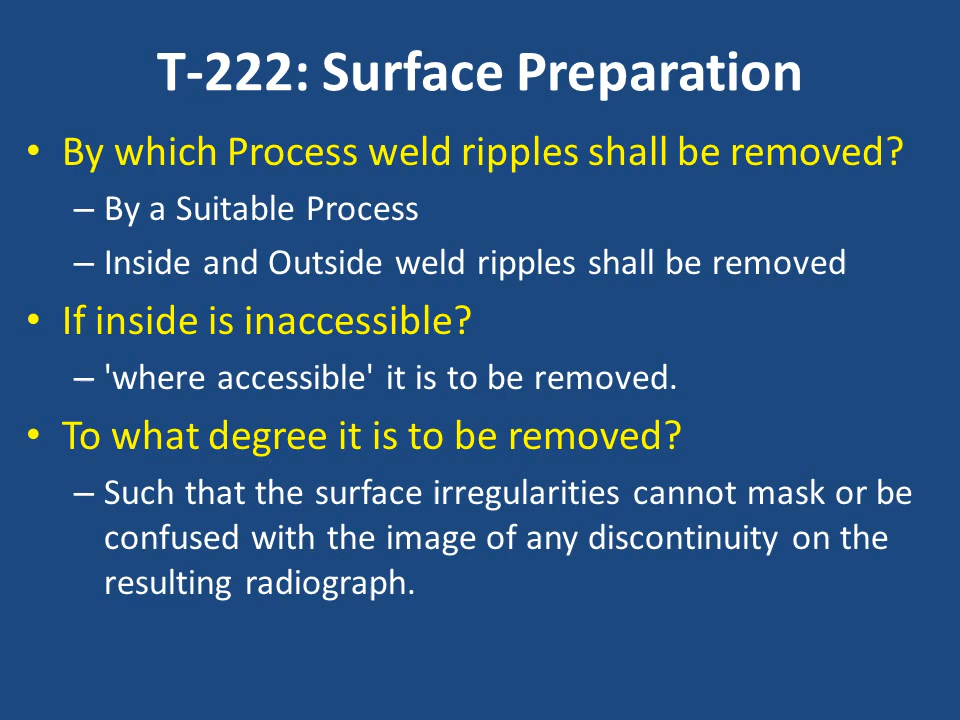 T-222: Surface Preparation
• By which Process weld ripples shall be removed?
– By a Suitable Process
– Inside and Outside weld ripples shall be removed
• If inside is inaccessible?
– 'where accessible' it is to be removed.
• To what degree it is to be removed?
– Such that the surface irregularities cannot mask or be
confused with the image of any discontinuity on the
resulting radiograph.